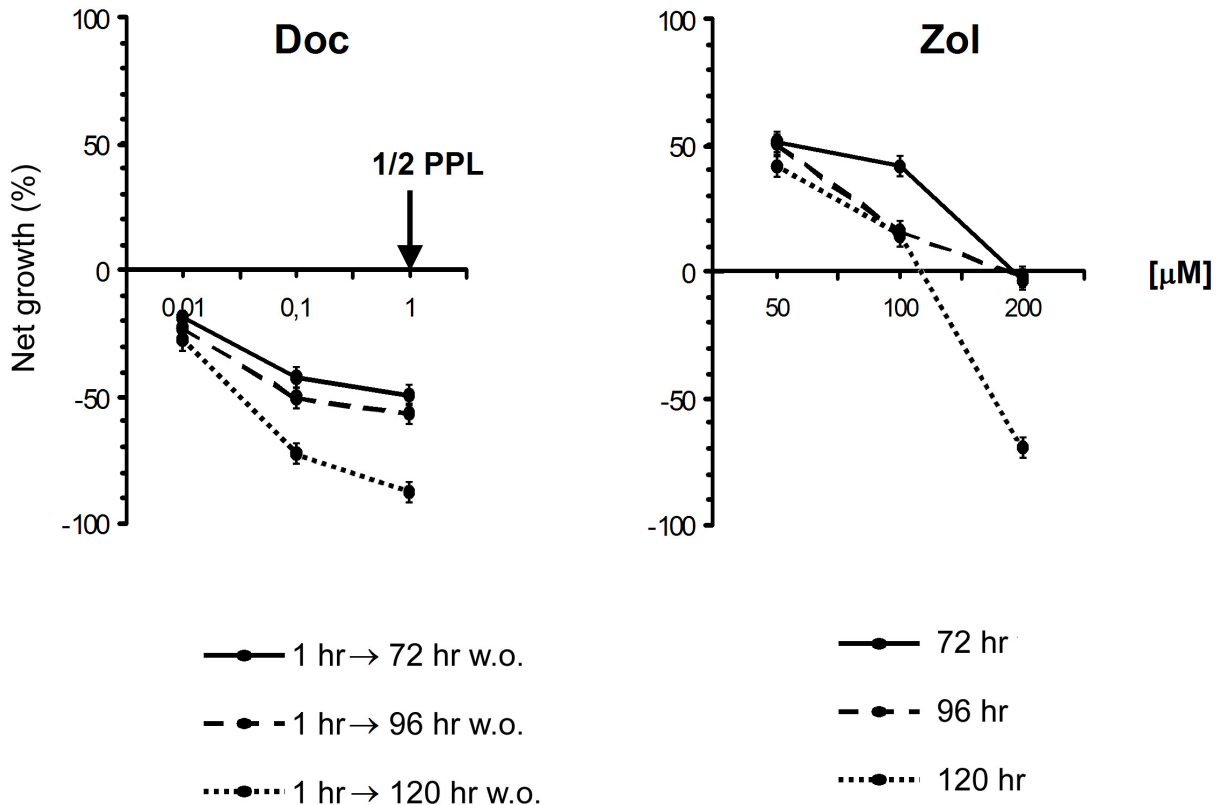 Doc
Zol
100
50
0
-50
-100
Net growth (%)
1/2 PPL
0,01
0,1
1
100
50
0
-50
-100
50
100
200
[µM]
1 hr→ 72 hr w.o.
1 hr→ 96 hr w.o.
1 hr→ 120 hr w.o.
72 hr
96 hr
120 hr